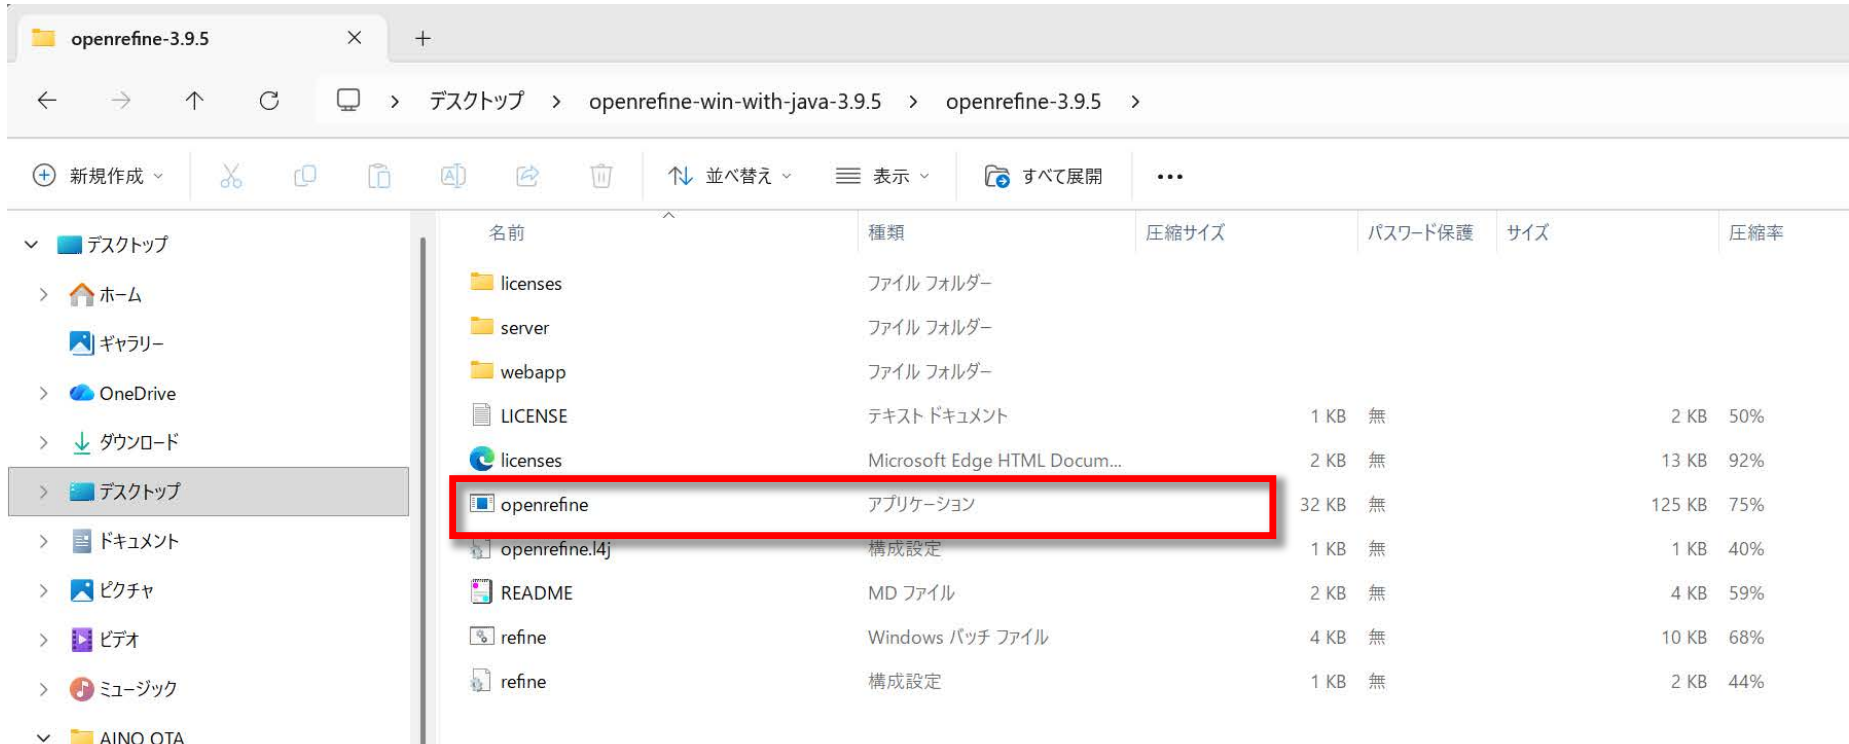 openrefine-3.9.5
デスクトップ > openrefine-win-with-java-3.9.5 > openrefine-3.9.5 >
新規作成 並べ替え 表示 すべて展開 •••
名前 種類 圧縮サイズ パスワード保護 サイズ 圧縮率
デスクトップ
ホーム
ギャラリー
OneDrive
ダウンロード
デスクトップ
ドキュメント
ピクチャ
ビデオ
ミュージック
AINO OTA
licenses ファイル フォルダー
server ファイル フォルダー
webapp ファイル フォルダー
LICENSE テキスト ドキュメント 1 KB 無 2 KB 50%
licenses Microsoft Edge HTML Docum... 2 KB 無 13 KB 92%
openrefine アプリケーション 32 KB 無 125 KB 75%
openrefine.l4j 構成設定 1 KB 無 1 KB 40%
README MD ファイル 2 KB 無 4 KB 59%
refine Windows バッチ ファイル 4 KB 無 10 KB 68%
refine 構成設定 1 KB 無 2 KB 44%